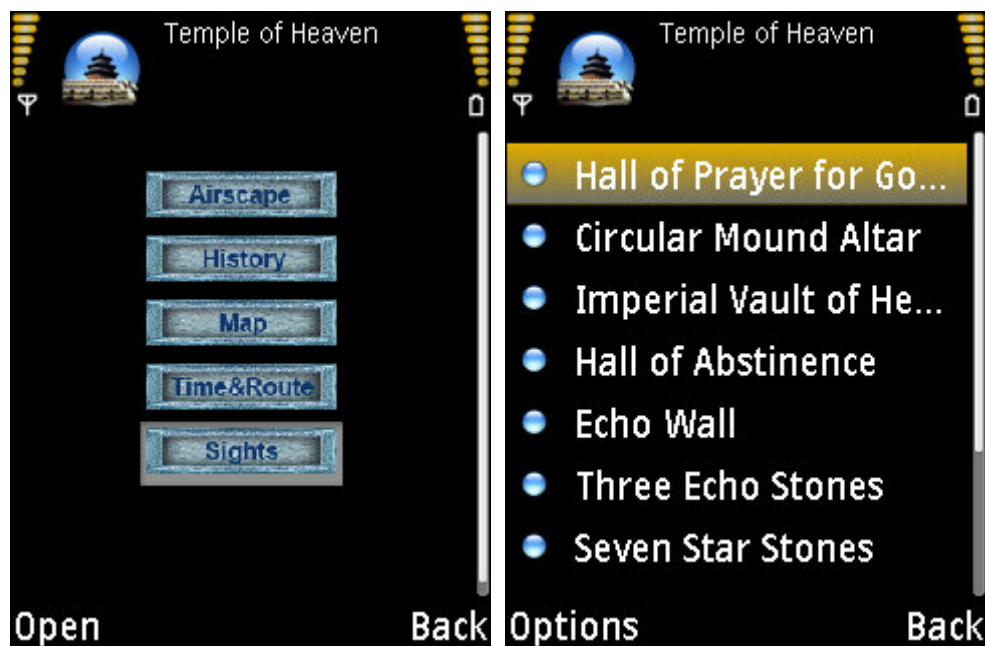 Temple of Heaven
Airscape
History
Map
Time&Route
Sights
Open
Back
Temple of Heaven
Hall of Prayer for Go...
Circular Mound Altar
Imperial Vault of He...
Hall of Abstinence
Echo Wall
Three Echo Stones
Seven Star Stones
Options
Back